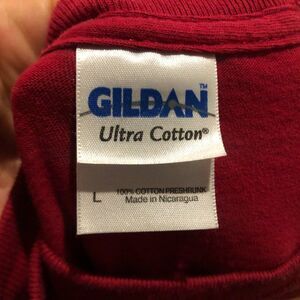 GILDAN™
Ultra Cotton®
L
100% COTTON PRESHRUNK
Made in Nicaragua